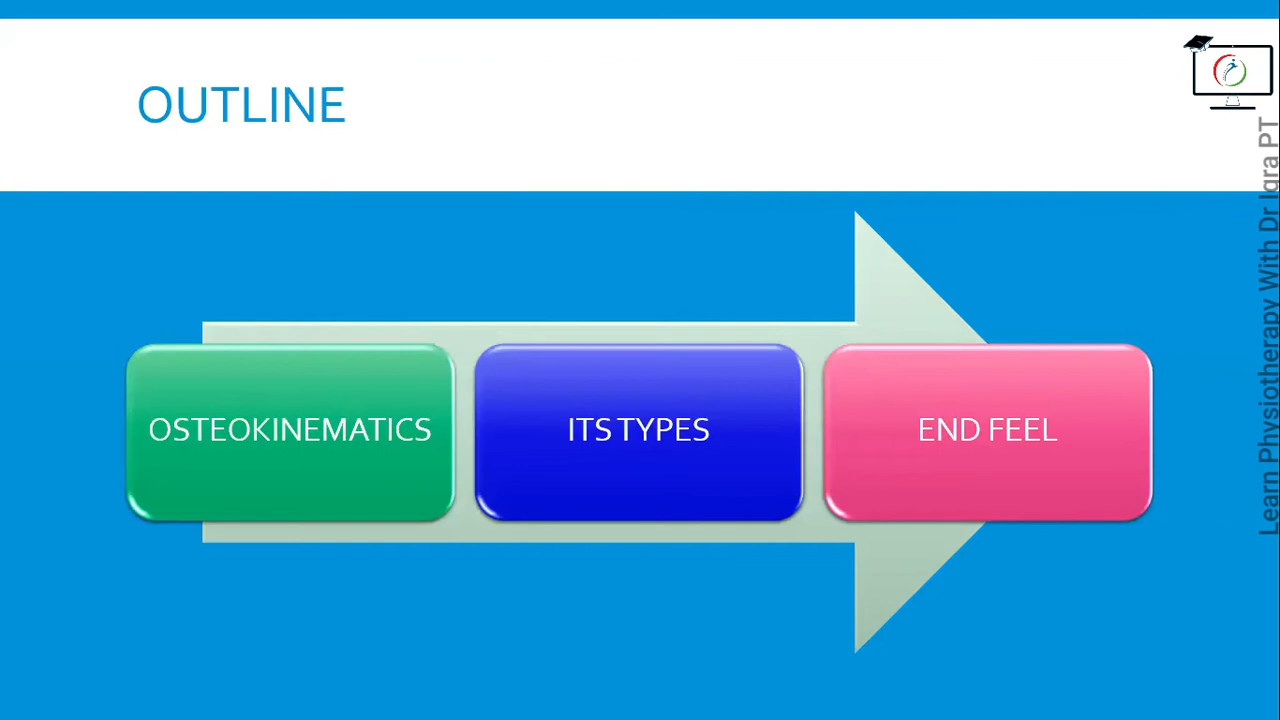 OUTLINE
OSTEOKINEMATICS
ITS TYPES
END FEEL
Learn Physiotherapy With Dr Iqra PT